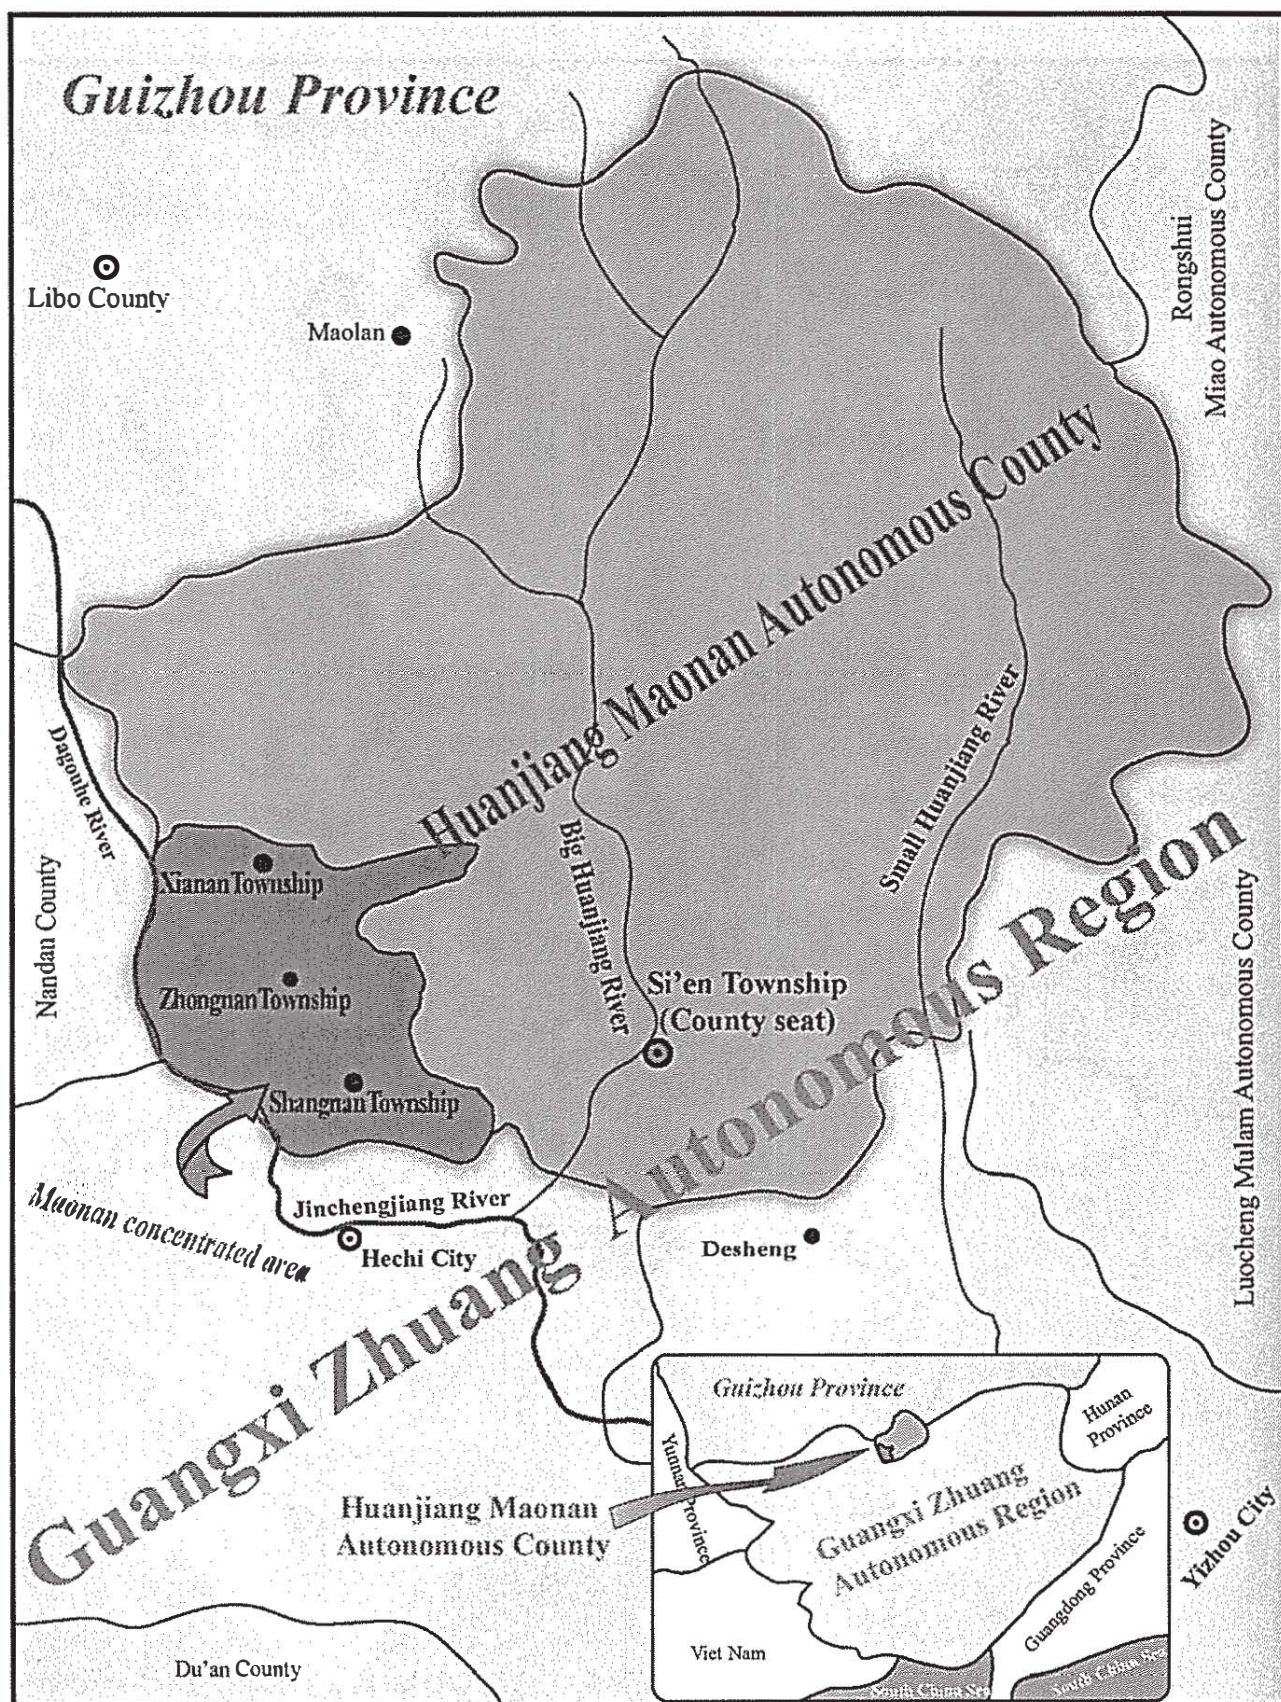 Guizhou Province
Libo County
Maolan
Rongshui
Miao Autonomous County
Huanjiang Maonan Autonomous County
Dagouhe River
Small Huanjiang River
Big Huanjiang River
Nandan County
Xianan Township
Zhongnan Township
Shangnan Township
Si'en Township
(County seat)
Luocheng Mulam Autonomous County
Maonan concentrated area
Jinchengjiang River
Hechi City
Desheng
Guangxi Zhuang Autonomous Region
Guizhou Province
Hunan
Province
Yunnan Province
Huanjiang Maonan
Autonomous County
Guangxi Zhuang
Autonomous Region
Guangdong Province
Yizhou City
Viet Nam
South China Sea
South China Sea
Du'an County